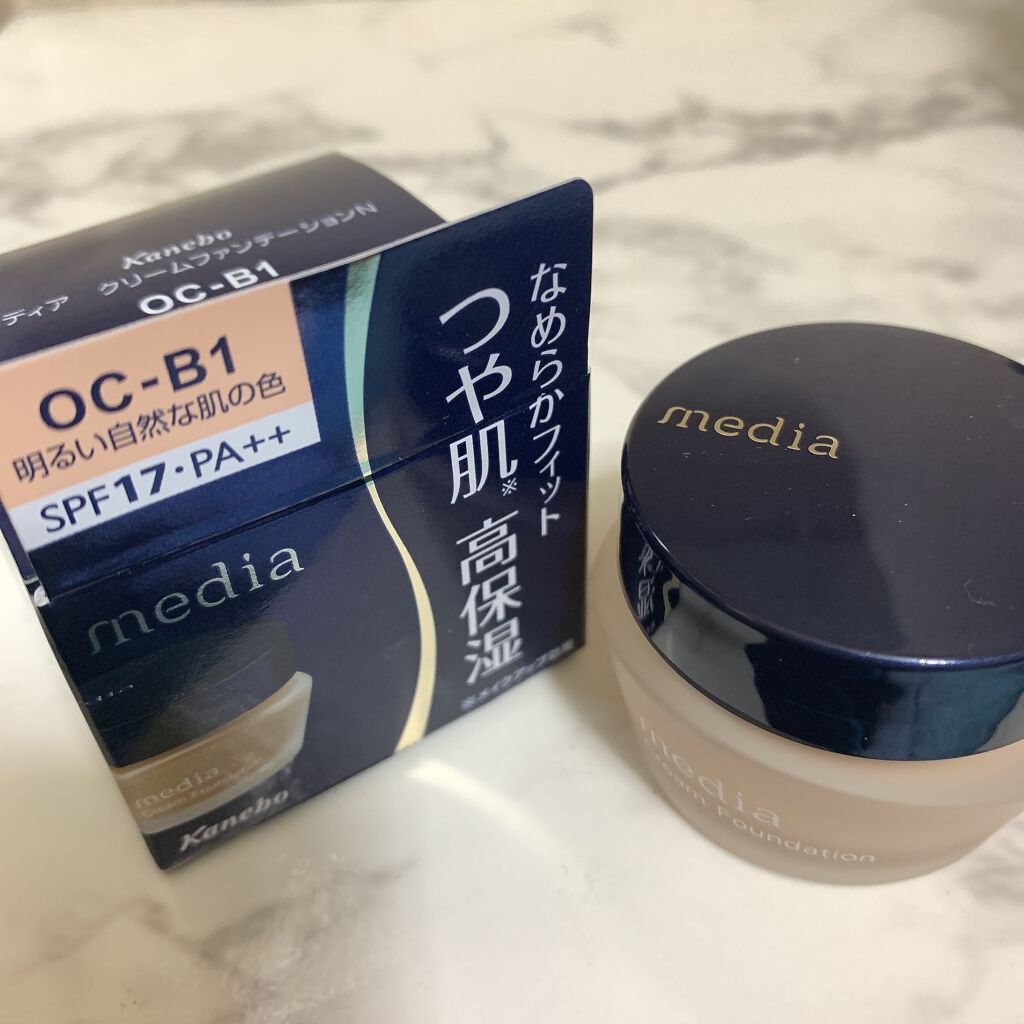 Kanebo
ディア クリームファンデーションN
OC-B1
OC-B1
明るい自然な肌の色
SPF17・PA++
media
media
Cream Foundation
Kanebo
なめらかフィット
つや肌※
高保湿
※メイクアップ効果
media
media
Cream Foundation